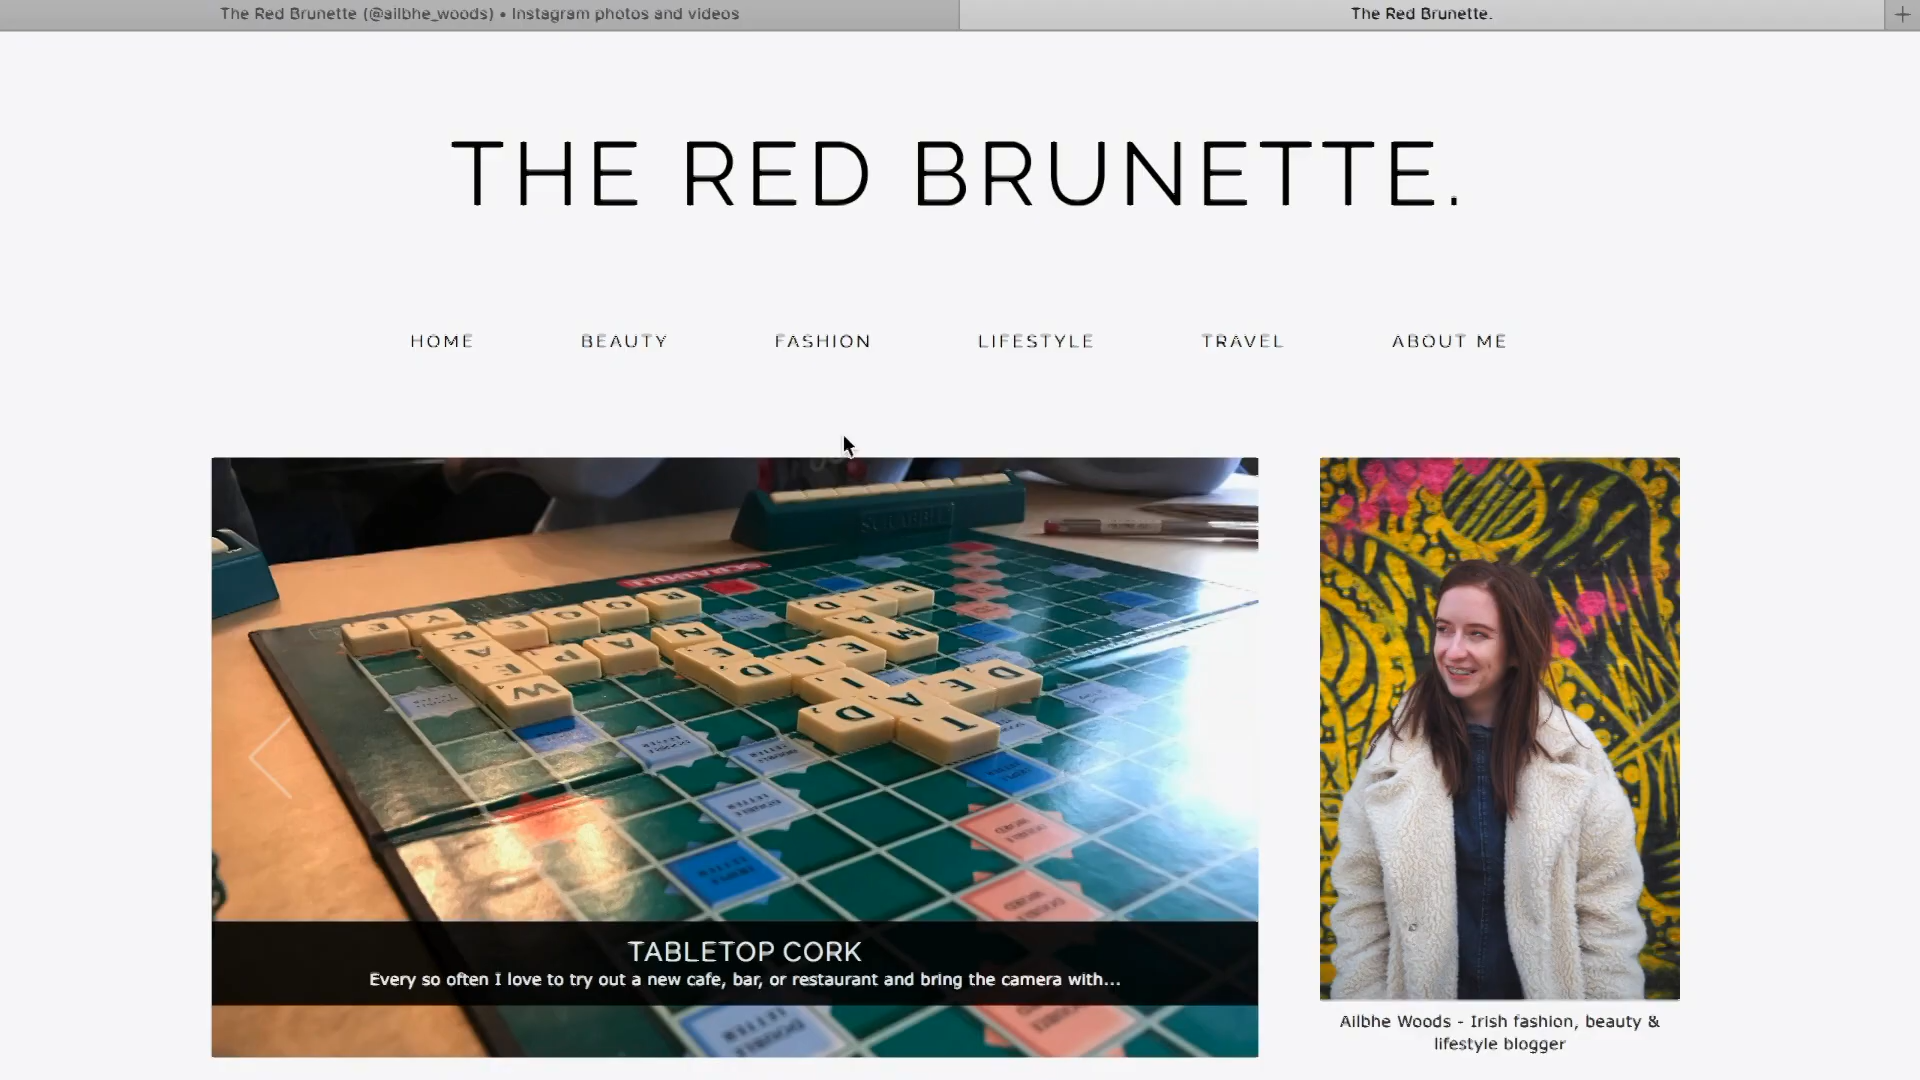 The Red Brunette (@ailbhe_woods) • Instagram photos and videos
The Red Brunette.
THE RED BRUNETTE.
HOME
BEAUTY
FASHION
LIFESTYLE
TRAVEL
ABOUT ME
SCRABBLE
TABLETOP CORK
Every so often I love to try out a new cafe, bar, or restaurant and bring the camera with...
Ailbhe Woods - Irish fashion, beauty &
lifestyle blogger